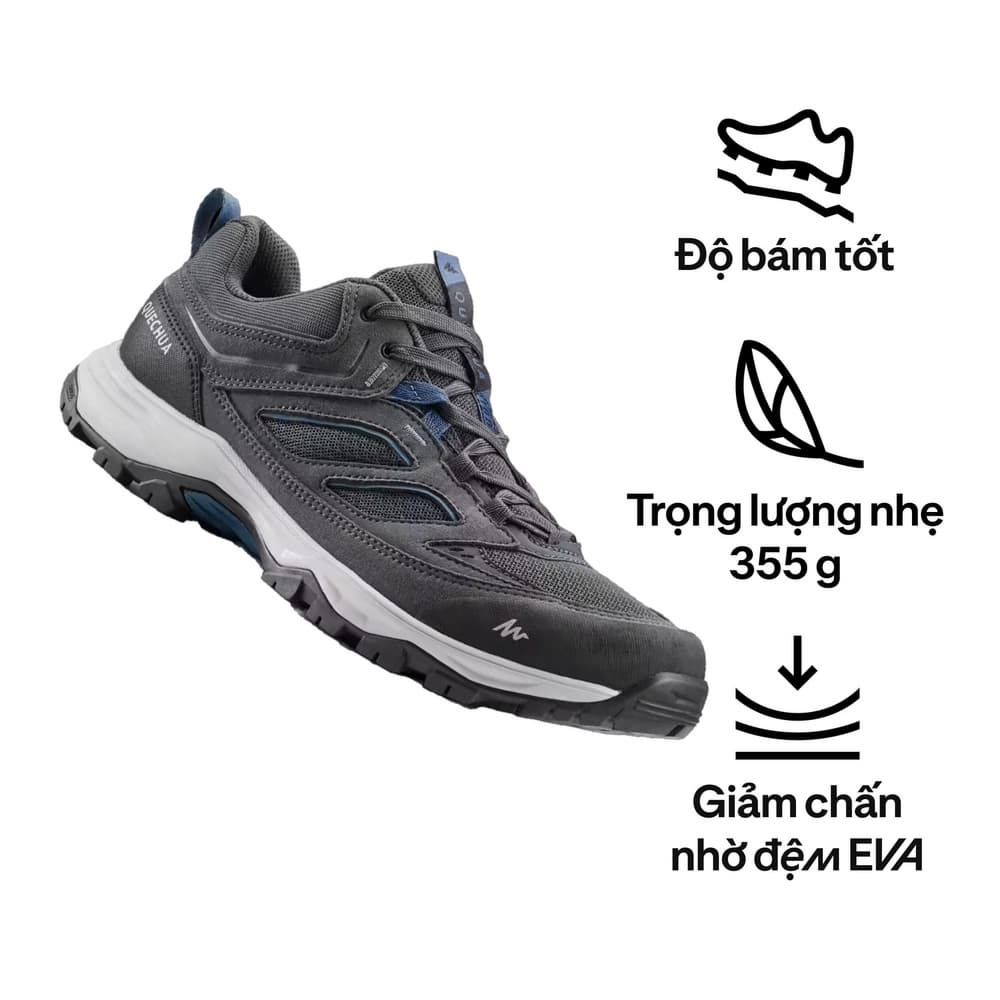 QUECHUA
Độ bám tốt
Trọng lượng nhẹ
355 g
Giảm chấn
nhờ đệm EVA